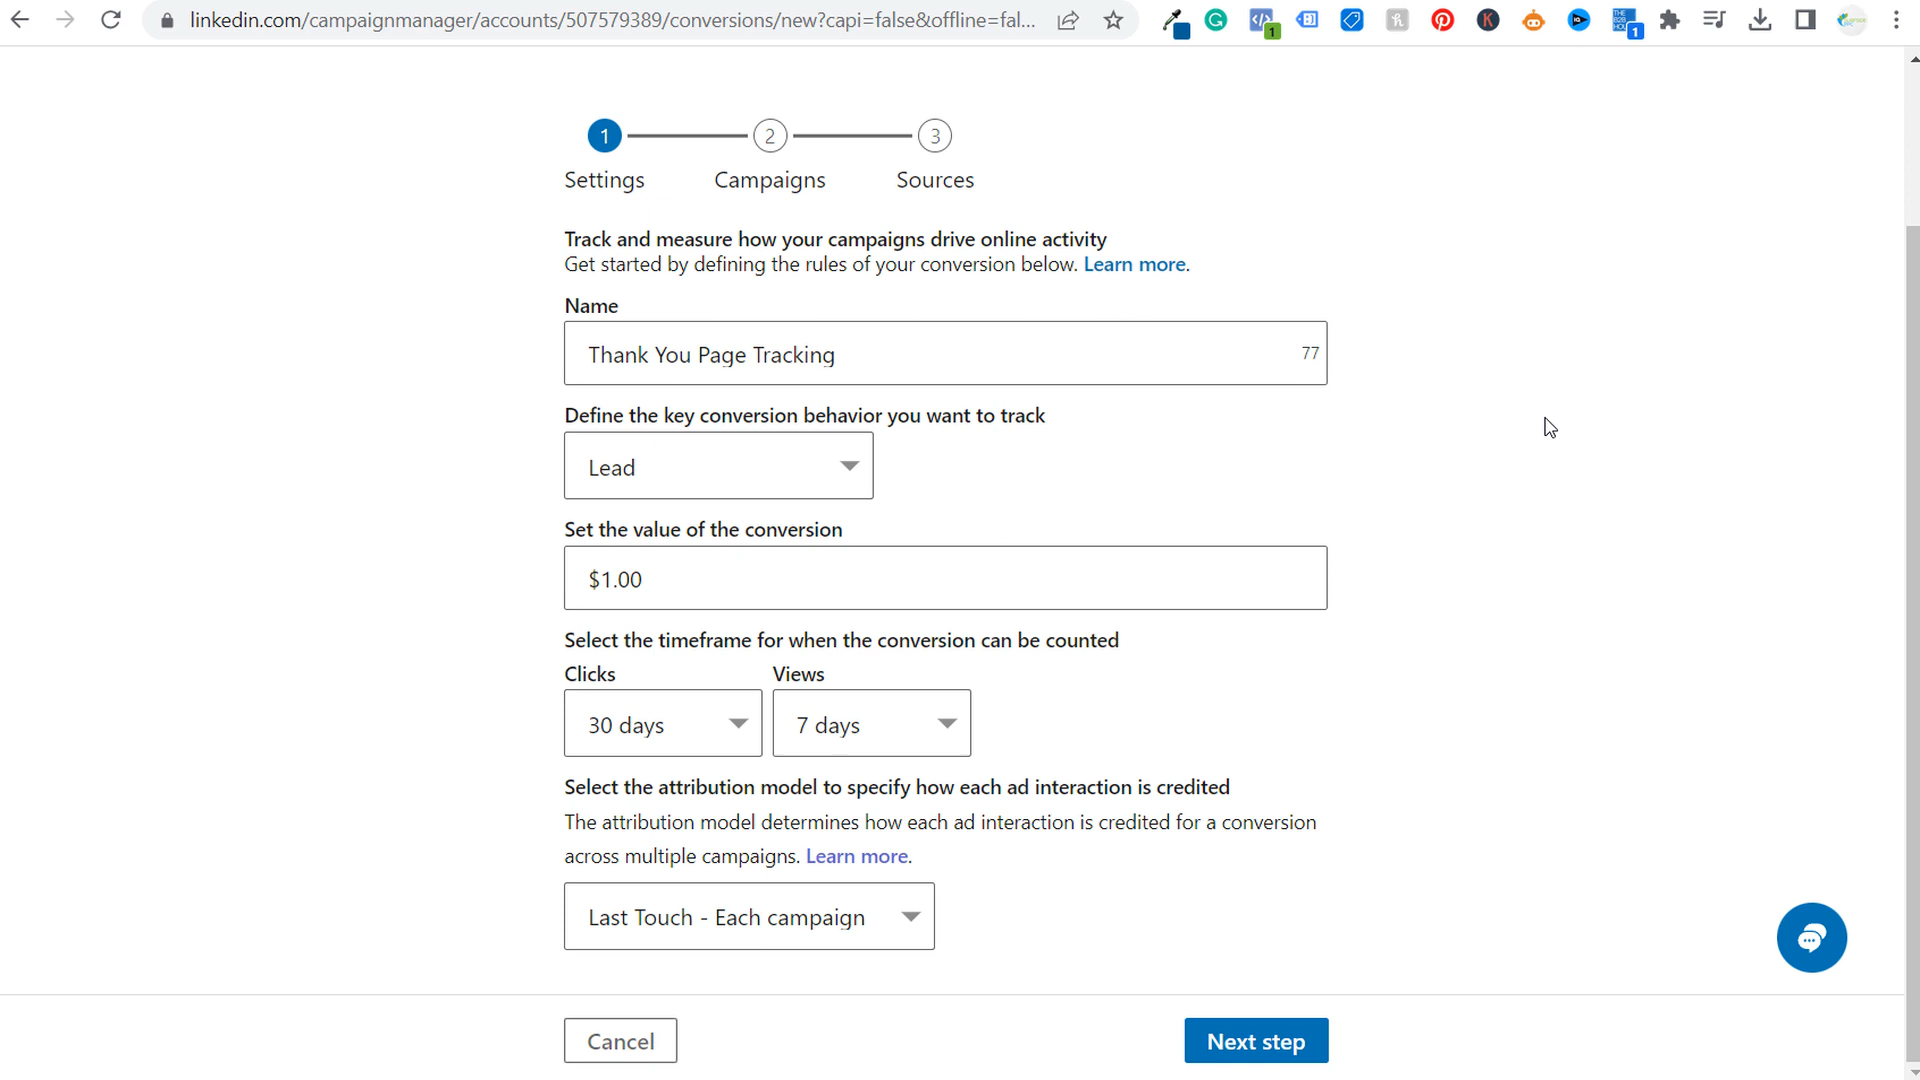 linkedin.com/campaignmanager/accounts/507579389/conversions/new?capi=false&offline=fal...
1
1
1 2 3
Settings Campaigns Sources
Track and measure how your campaigns drive online activity
Get started by defining the rules of your conversion below. Learn more.
Name
Thank You Page Tracking 77
Define the key conversion behavior you want to track
Lead
Set the value of the conversion
$1.00
Select the timeframe for when the conversion can be counted
Clicks Views
30 days 7 days
Select the attribution model to specify how each ad interaction is credited
The attribution model determines how each ad interaction is credited for a conversion
across multiple campaigns. Learn more.
Last Touch - Each campaign
Cancel Next step